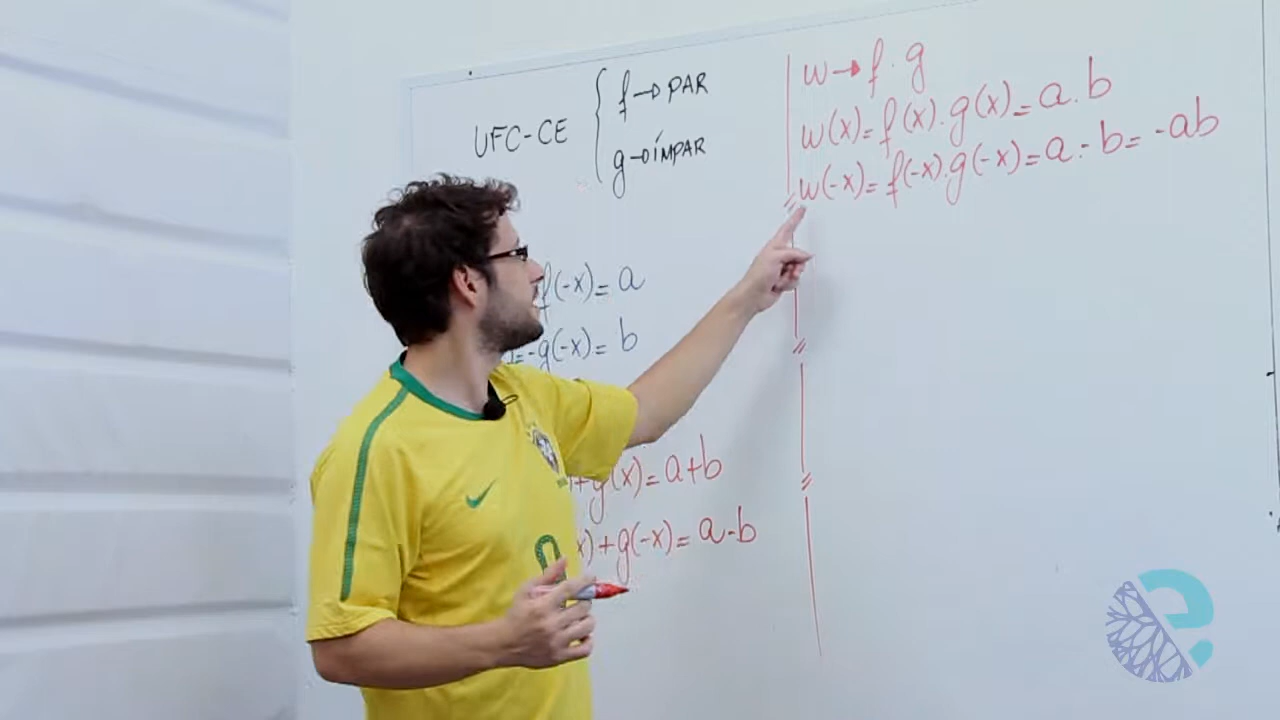 UFC-CE { f→PAR
g→ÍMPAR
f(-x)= a
=-g(-x)= b
+g(x)= a+b
x)+g(-x)= a-b
w→f·g
w(x)=f(x).g(x)=a.b
w(-x)=f(-x).g(-x)=a.-b=-ab